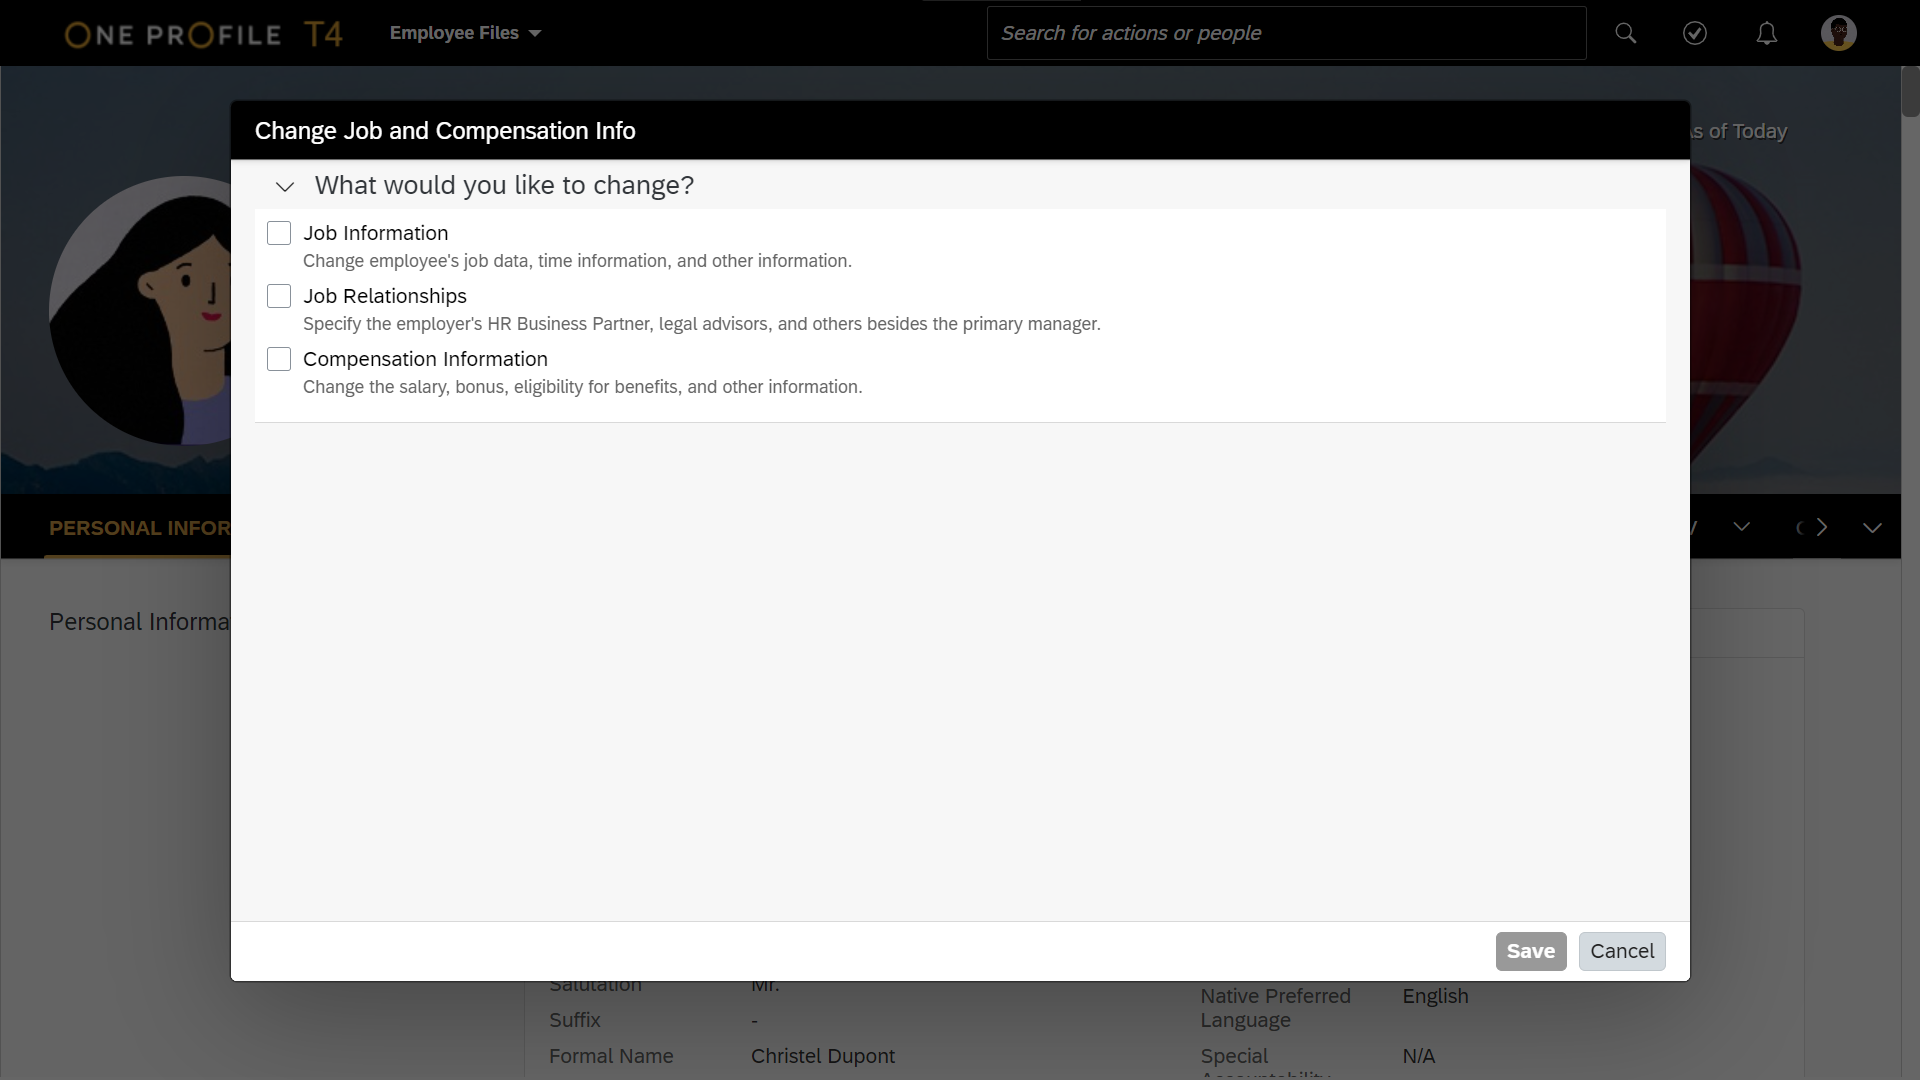 ONE PROFILE T4
Employee Files
Search for actions or people
As of Today
Change Job and Compensation Info
What would you like to change?
Job Information
Change employee's job data, time information, and other information.
Job Relationships
Specify the employer's HR Business Partner, legal advisors, and others besides the primary manager.
Compensation Information
Change the salary, bonus, eligibility for benefits, and other information.
PERSONAL INFOR
Personal Informa
Save
Cancel
Salutation Mr.
Suffix -
Formal Name Christel Dupont
Native Preferred English
Language
Special N/A